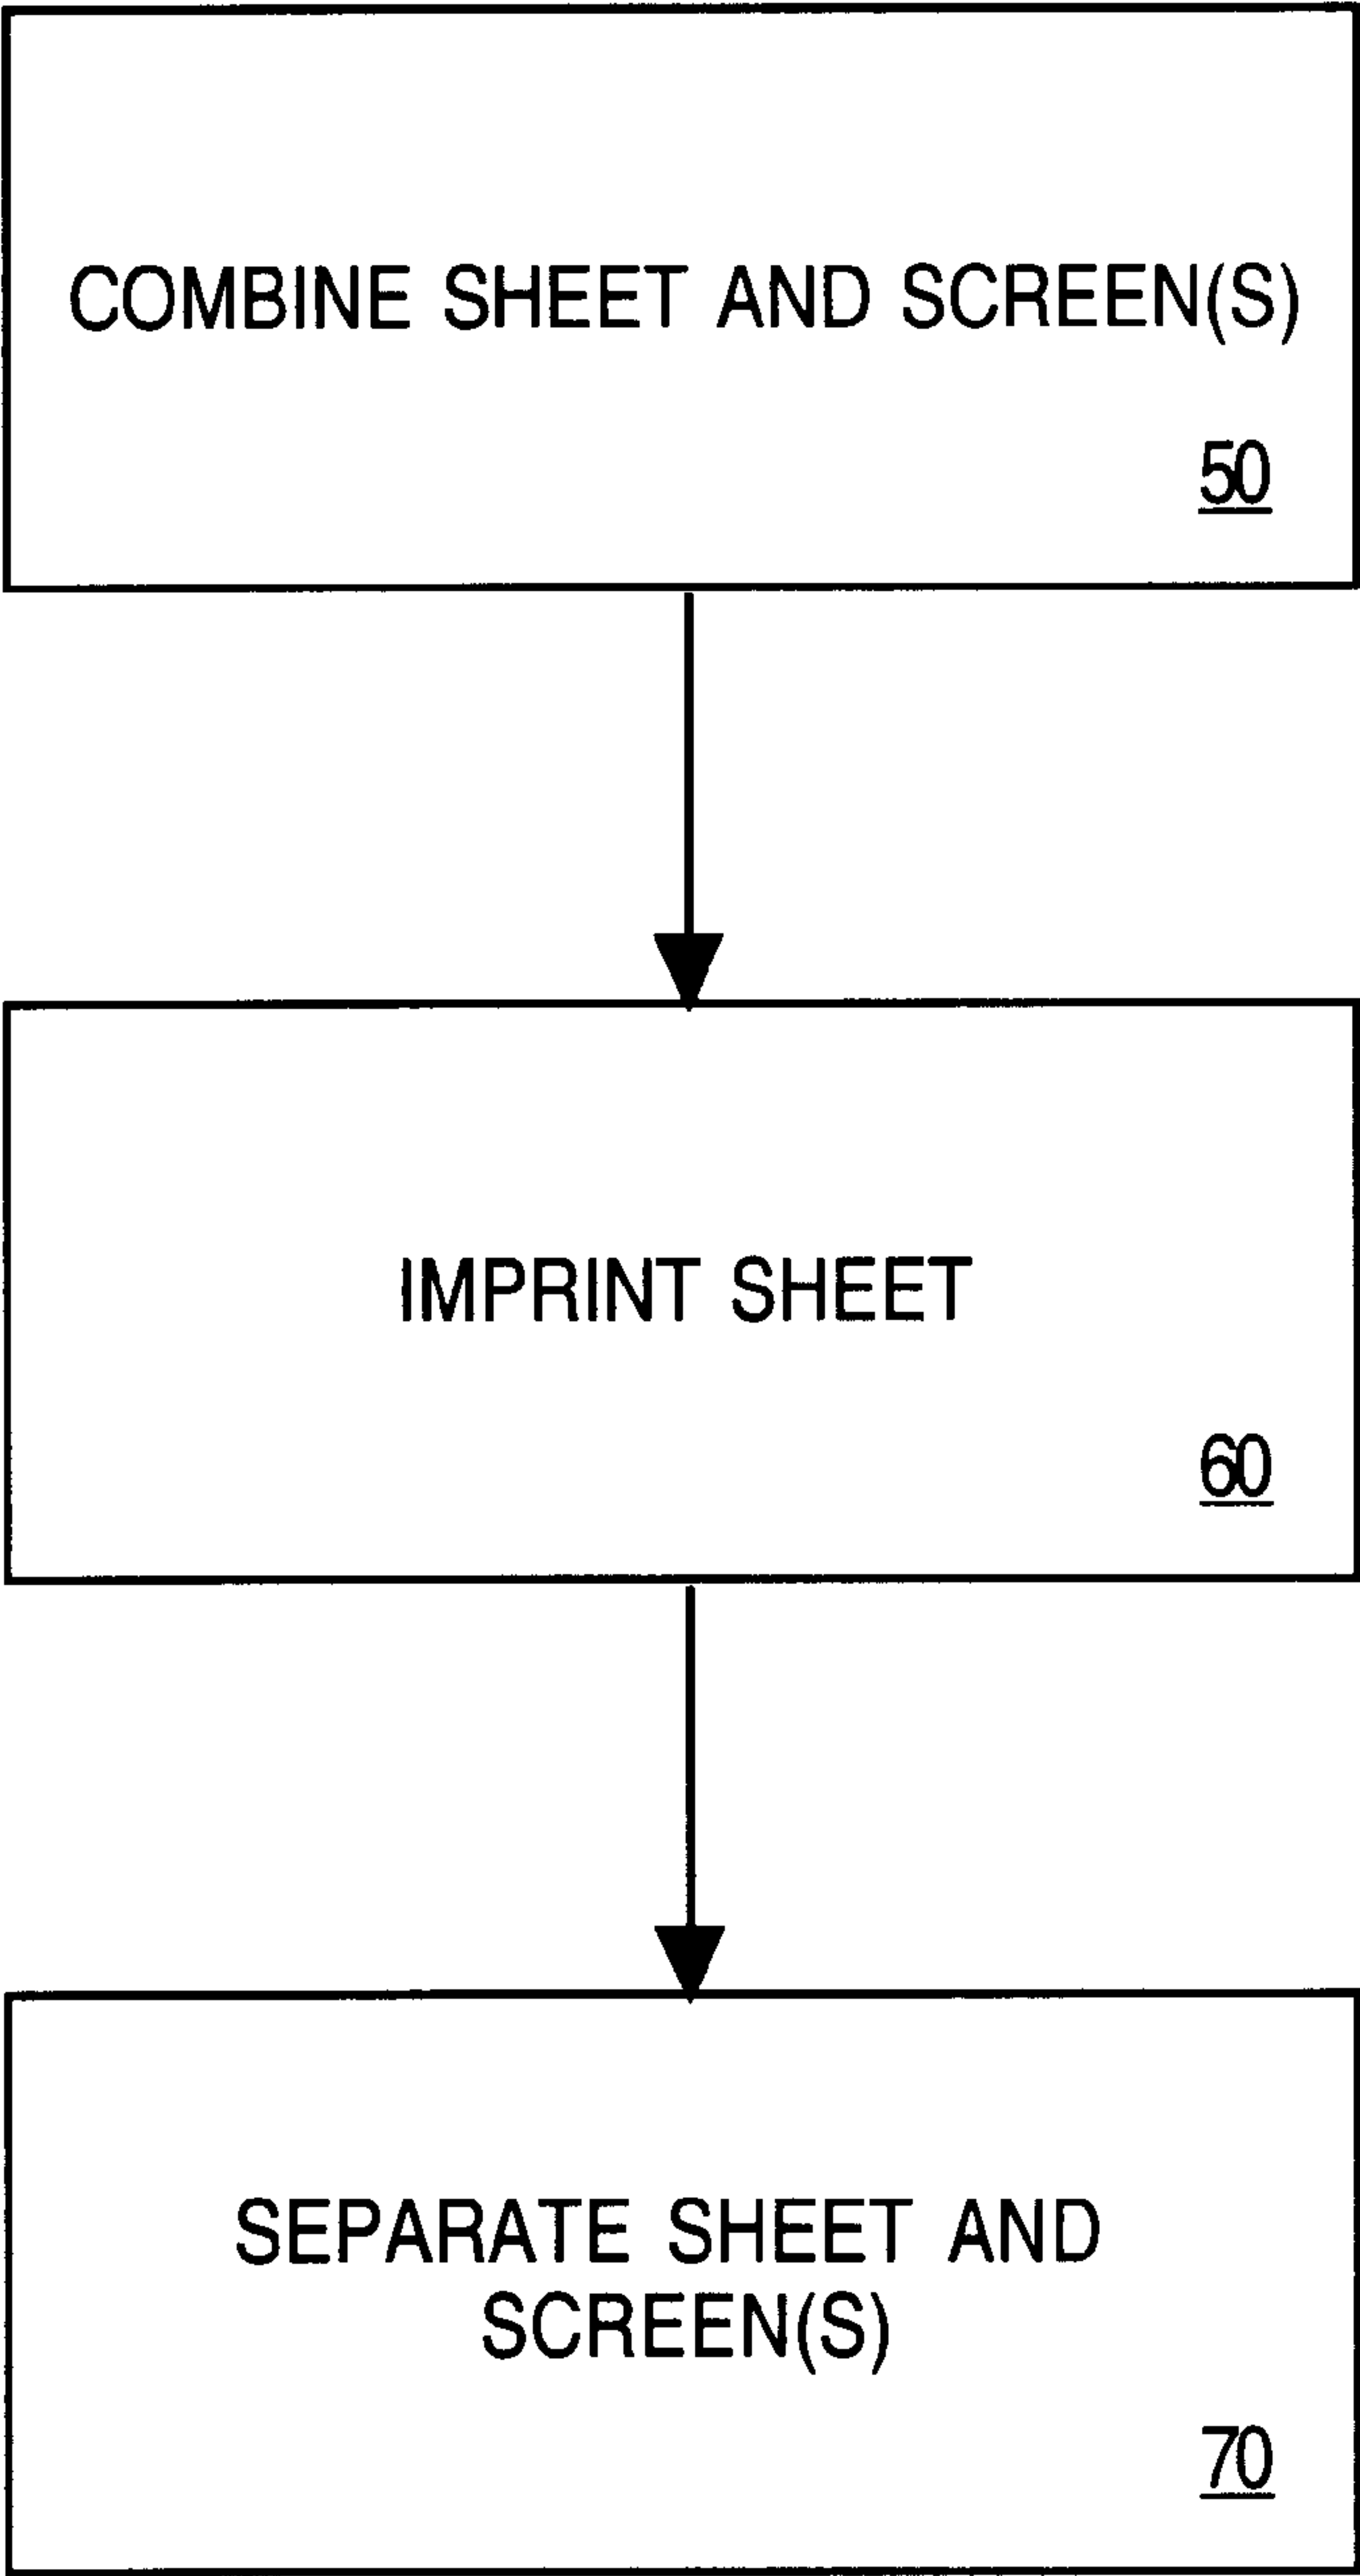 COMBINE SHEET AND SCREEN(S)
50
IMPRINT SHEET
60
SEPARATE SHEET AND
SCREEN(S)
70